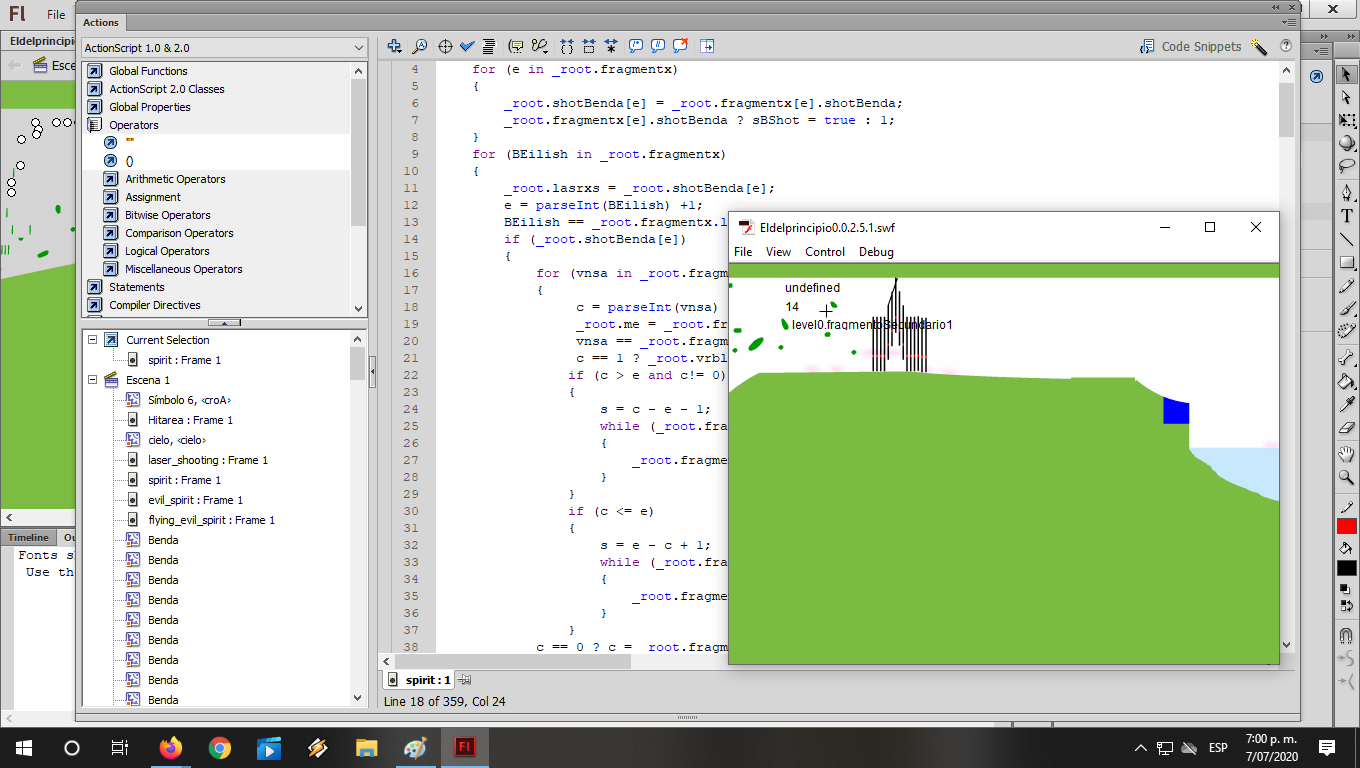 Fl File
Actions
Eldelprincipio
Esce
ActionScript 1.0 & 2.0
Global Functions
ActionScript 2.0 Classes
Global Properties
Operators
""
()
Arithmetic Operators
Assignment
Bitwise Operators
Comparison Operators
Logical Operators
Miscellaneous Operators
Statements
Compiler Directives
Current Selection
spirit : Frame 1
Escena 1
Símbolo 6, <croA>
Hitarea : Frame 1
cielo, <cielo>
laser_shooting : Frame 1
spirit : Frame 1
evil_spirit : Frame 1
flying_evil_spirit : Frame 1
Benda
Benda
Benda
Benda
Benda
Benda
Benda
Benda
Benda
Timeline Ou
Fonts s
Use th
Code Snippets
4 for (e in _root.fragmentx)
5 {
6 _root.shotBenda[e] = _root.fragmentx[e].shotBenda;
7 _root.fragmentx[e].shotBenda ? sBShot = true : 1;
8 }
9 for (BEilish in _root.fragmentx)
10 {
11 _root.lasrxs = _root.shotBenda[e];
12 e = parseInt(BEilish) +1;
13 BEilish == _root.fragmentx.l
14 if (_root.shotBenda[e])
15 {
16 for (vnsa in _root.fragm
17 {
18 c = parseInt(vnsa)
19 _root.me = _root.fr
20 vnsa == _root.fragm
21 c == 1 ? _root.vrbl
22 if (c > e and c!= 0)
23 {
24 s = c - e - 1;
25 while (_root.fra
26 {
27 _root.fragme
28 }
29 }
30 if (c <= e)
31 {
32 s = e - c + 1;
33 while (_root.fra
34 {
35 _root.fragme
36 }
37 }
38 c == 0 ? c = _root.fragm
spirit : 1
Line 18 of 359, Col 24
Eldelprincipio0.0.2.5.1.swf
File View Control Debug
undefined
14
level0.fragmentoSecundario1
Fl
ESP
7:00 p. m.
7/07/2020